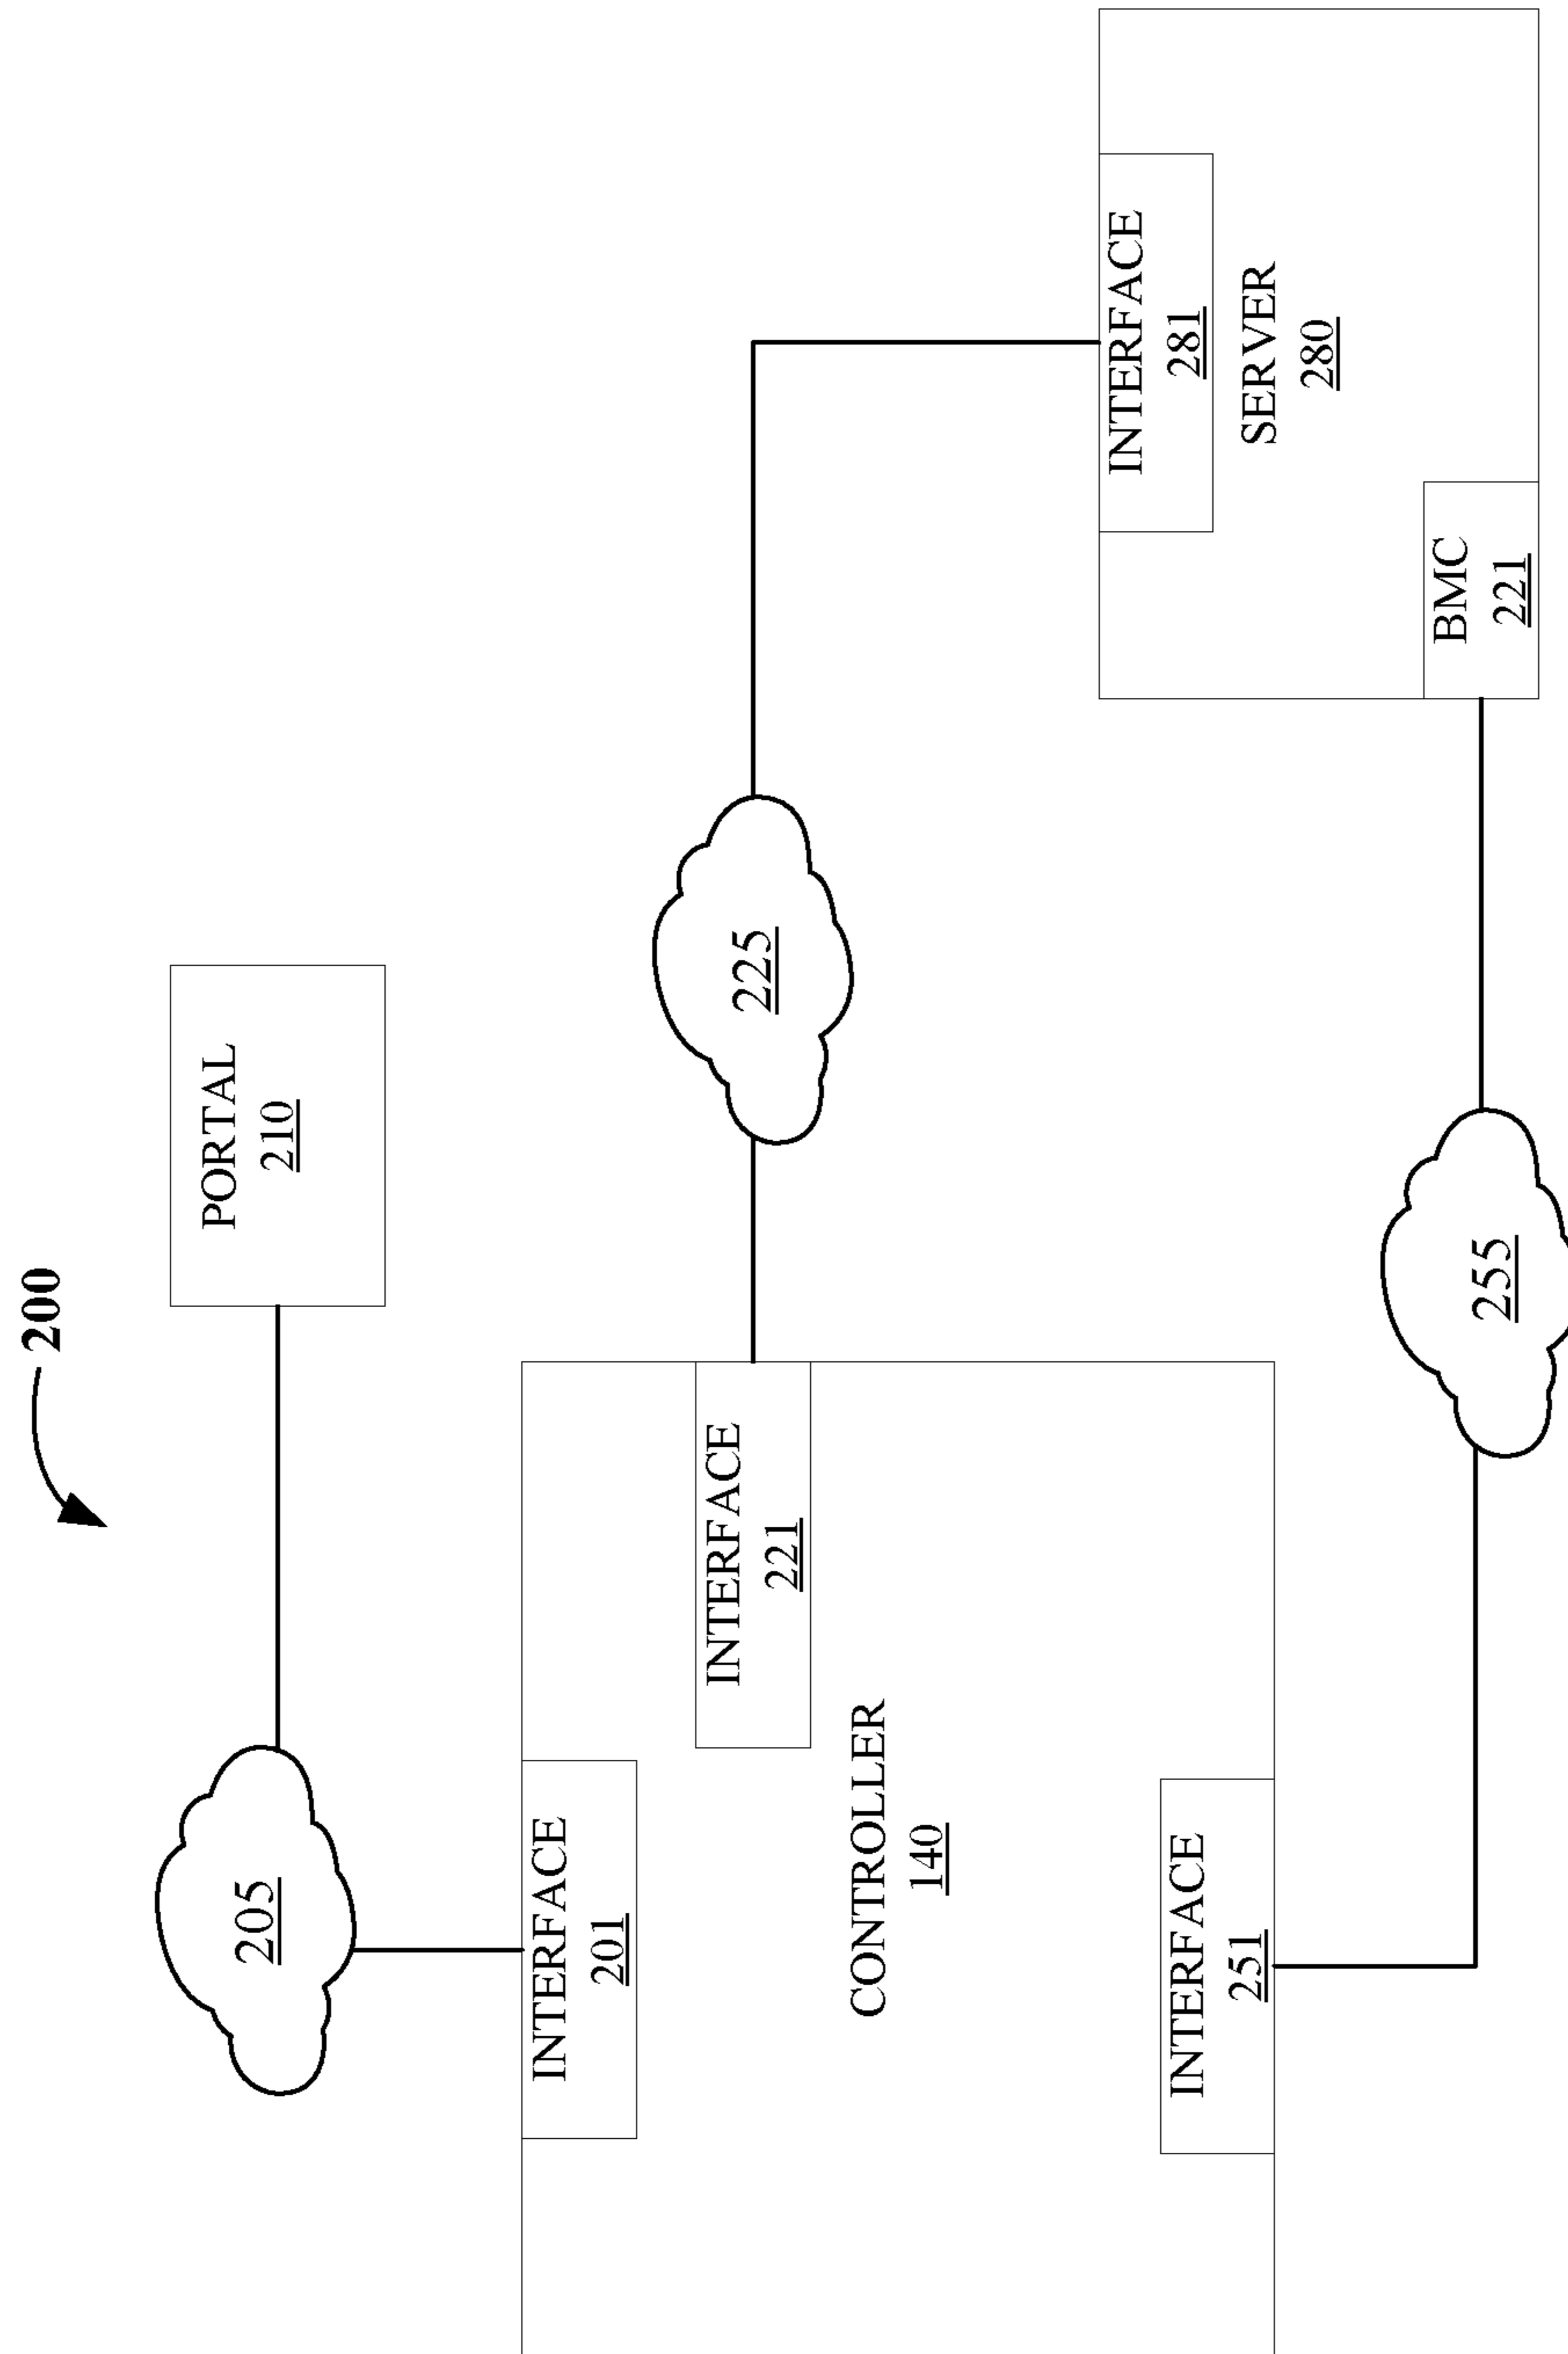 200
205
PORTAL
210
INTERFACE
201
INTERFACE
221
225
CONTROLLER
140
INTERFACE
281
SERVER
280
INTERFACE
251
255
BMC
221